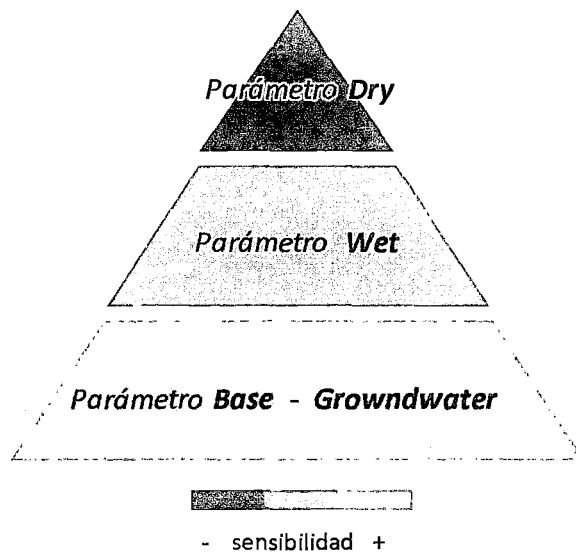 Parámetro Dry
Parámetro Wet
Parámetro Base - Growndwater
- sensibilidad +